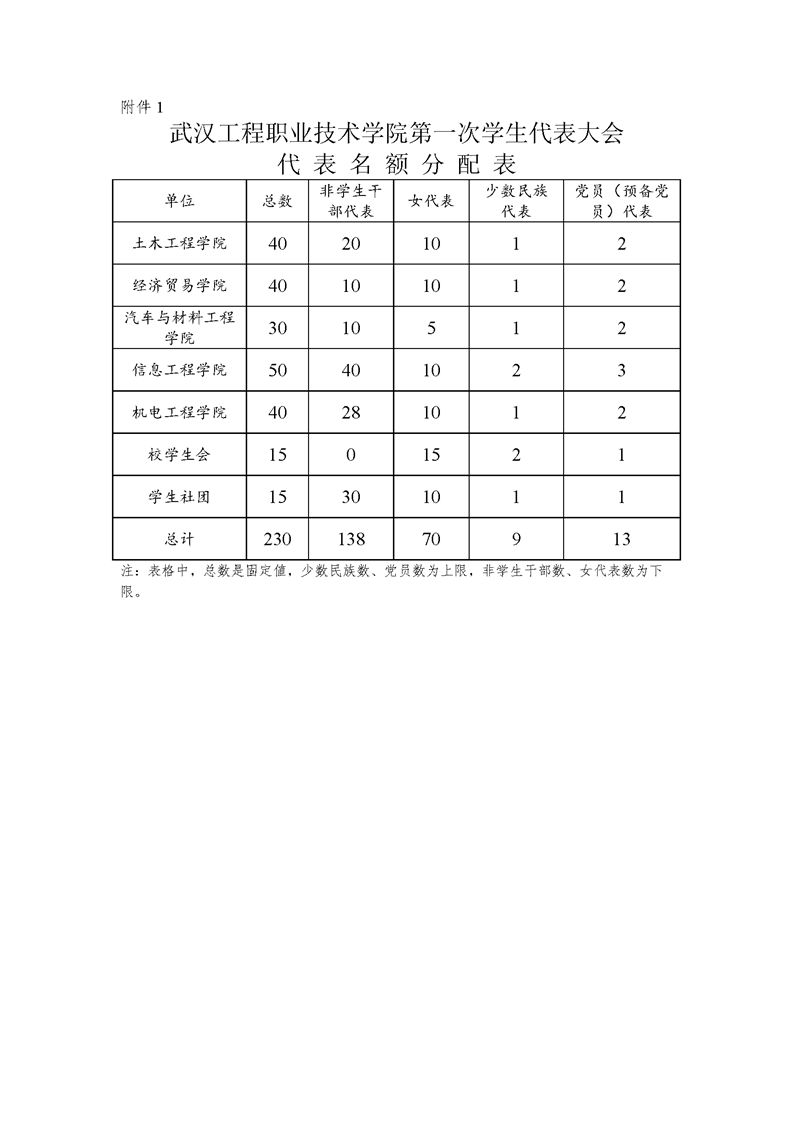 附件 1
武汉工程职业技术学院第一次学生代表大会
代 表 名 额 分 配 表
单位 总数 非学生干部代表 女代表 少数民族代表 党员（预备党员）代表
土木工程学院 40 20 10 1 2
经济贸易学院 40 10 10 1 2
汽车与材料工程学院 30 10 5 1 2
信息工程学院 50 40 10 2 3
机电工程学院 40 28 10 1 2
校学生会 15 0 15 2 1
学生社团 15 30 10 1 1
总计 230 138 70 9 13
注：表格中，总数是固定值，少数民族数、党员数为上限，非学生干部数、女代表数为下
限。